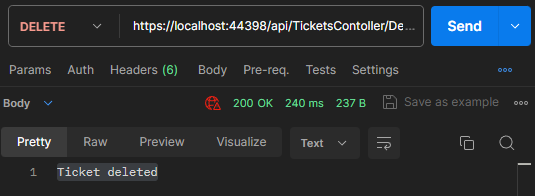 DELETE https://localhost:44398/api/TicketsContoller/De... Send
Params Auth Headers (6) Body Pre-req. Tests Settings
Body 200 OK 240 ms 237 B Save as example
Pretty Raw Preview Visualize Text
1 Ticket deleted